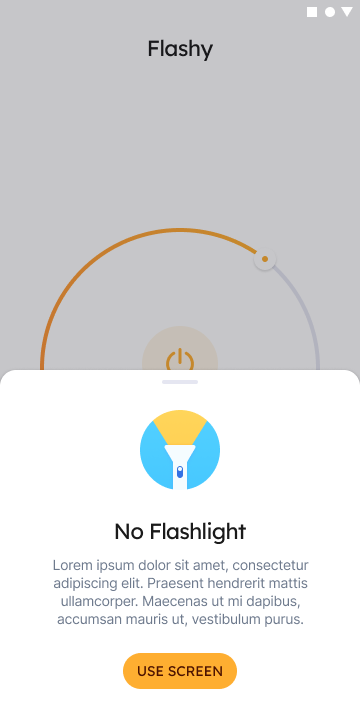 Flashy
No Flashlight
Lorem ipsum dolor sit amet, consectetur
adipiscing elit. Praesent hendrerit mattis
ullamcorper. Maecenas ut mi dapibus,
accumsan mauris ut, vestibulum purus.
USE SCREEN